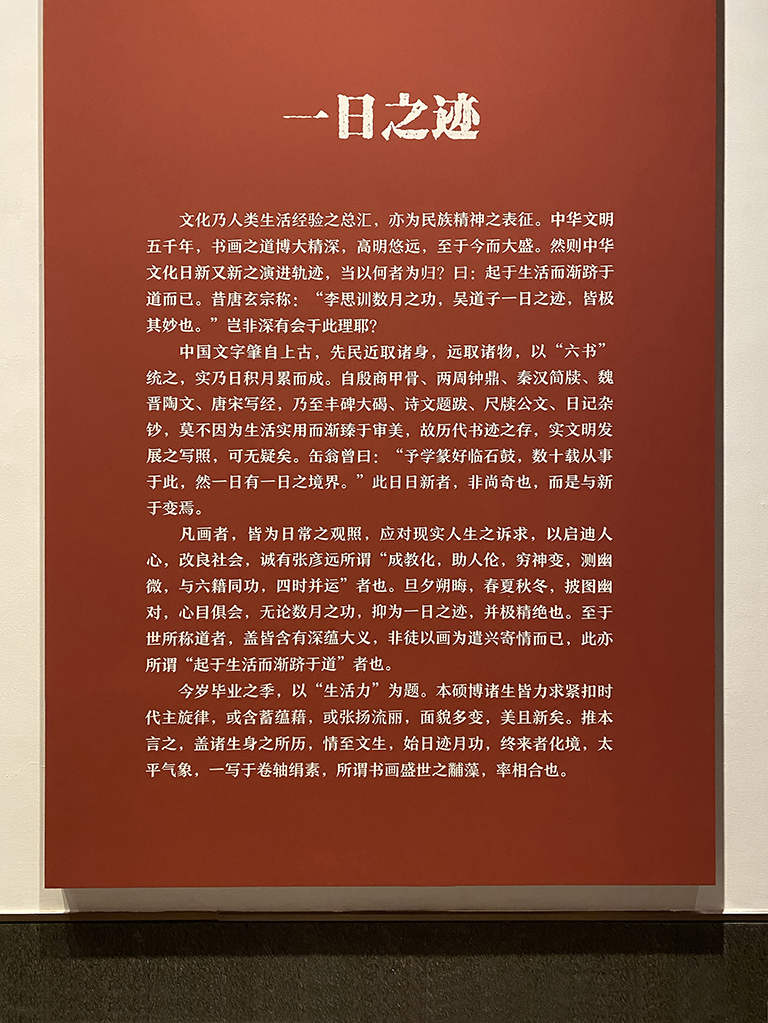 一日之迹
文化乃人类生活经验之总汇，亦为民族精神之表征。中华文明
五千年，书画之道博大精深，高明悠远，至于今而大盛。然则中华
文化日新又新之演进轨迹，当以何者为归？曰：起于生活而渐跻于
道而已。昔唐玄宗称：“李思训数月之功，吴道子一日之迹，皆极
其妙也。”岂非深有会于此理耶？
中国文字肇自上古，先民近取诸身，远取诸物，以“六书”
统之，实乃日积月累而成。自殷商甲骨、两周钟鼎、秦汉简牍、魏
晋陶文、唐宋写经，乃至丰碑大碣、诗文题跋、尺牍公文、日记杂
钞，莫不因为生活实用而渐臻于审美，故历代书迹之存，实文明发
展之写照，可无疑矣。缶翁曾曰：“予学篆好临石鼓，数十载从事
于此，然一日有一日之境界。”此日日新者，非尚奇也，而是与新
于变焉。
凡画者，皆为日常之观照，应对现实人生之诉求，以启迪人
心，改良社会，诚有张彦远所谓“成教化，助人伦，穷神变，测幽
微，与六籍同功，四时并运”者也。旦夕朔晦，春夏秋冬，披图幽
对，心目俱会，无论数月之功，抑为一日之迹，并极精绝也。至于
世所称道者，盖皆含有深蕴大义，非徒以画为遣兴寄情而已，此亦
所谓“起于生活而渐跻于道”者也。
今岁毕业之季，以“生活力”为题。本硕博诸生皆力求紧扣时
代主旋律，或含蓄蕴藉，或张扬流丽，面貌多变，美且新矣。推本
言之，盖诸生身之所历，情至文生，始日迹月功，终来者化境，太
平气象，一写于卷轴绢素，所谓书画盛世之黼藻，率相合也。